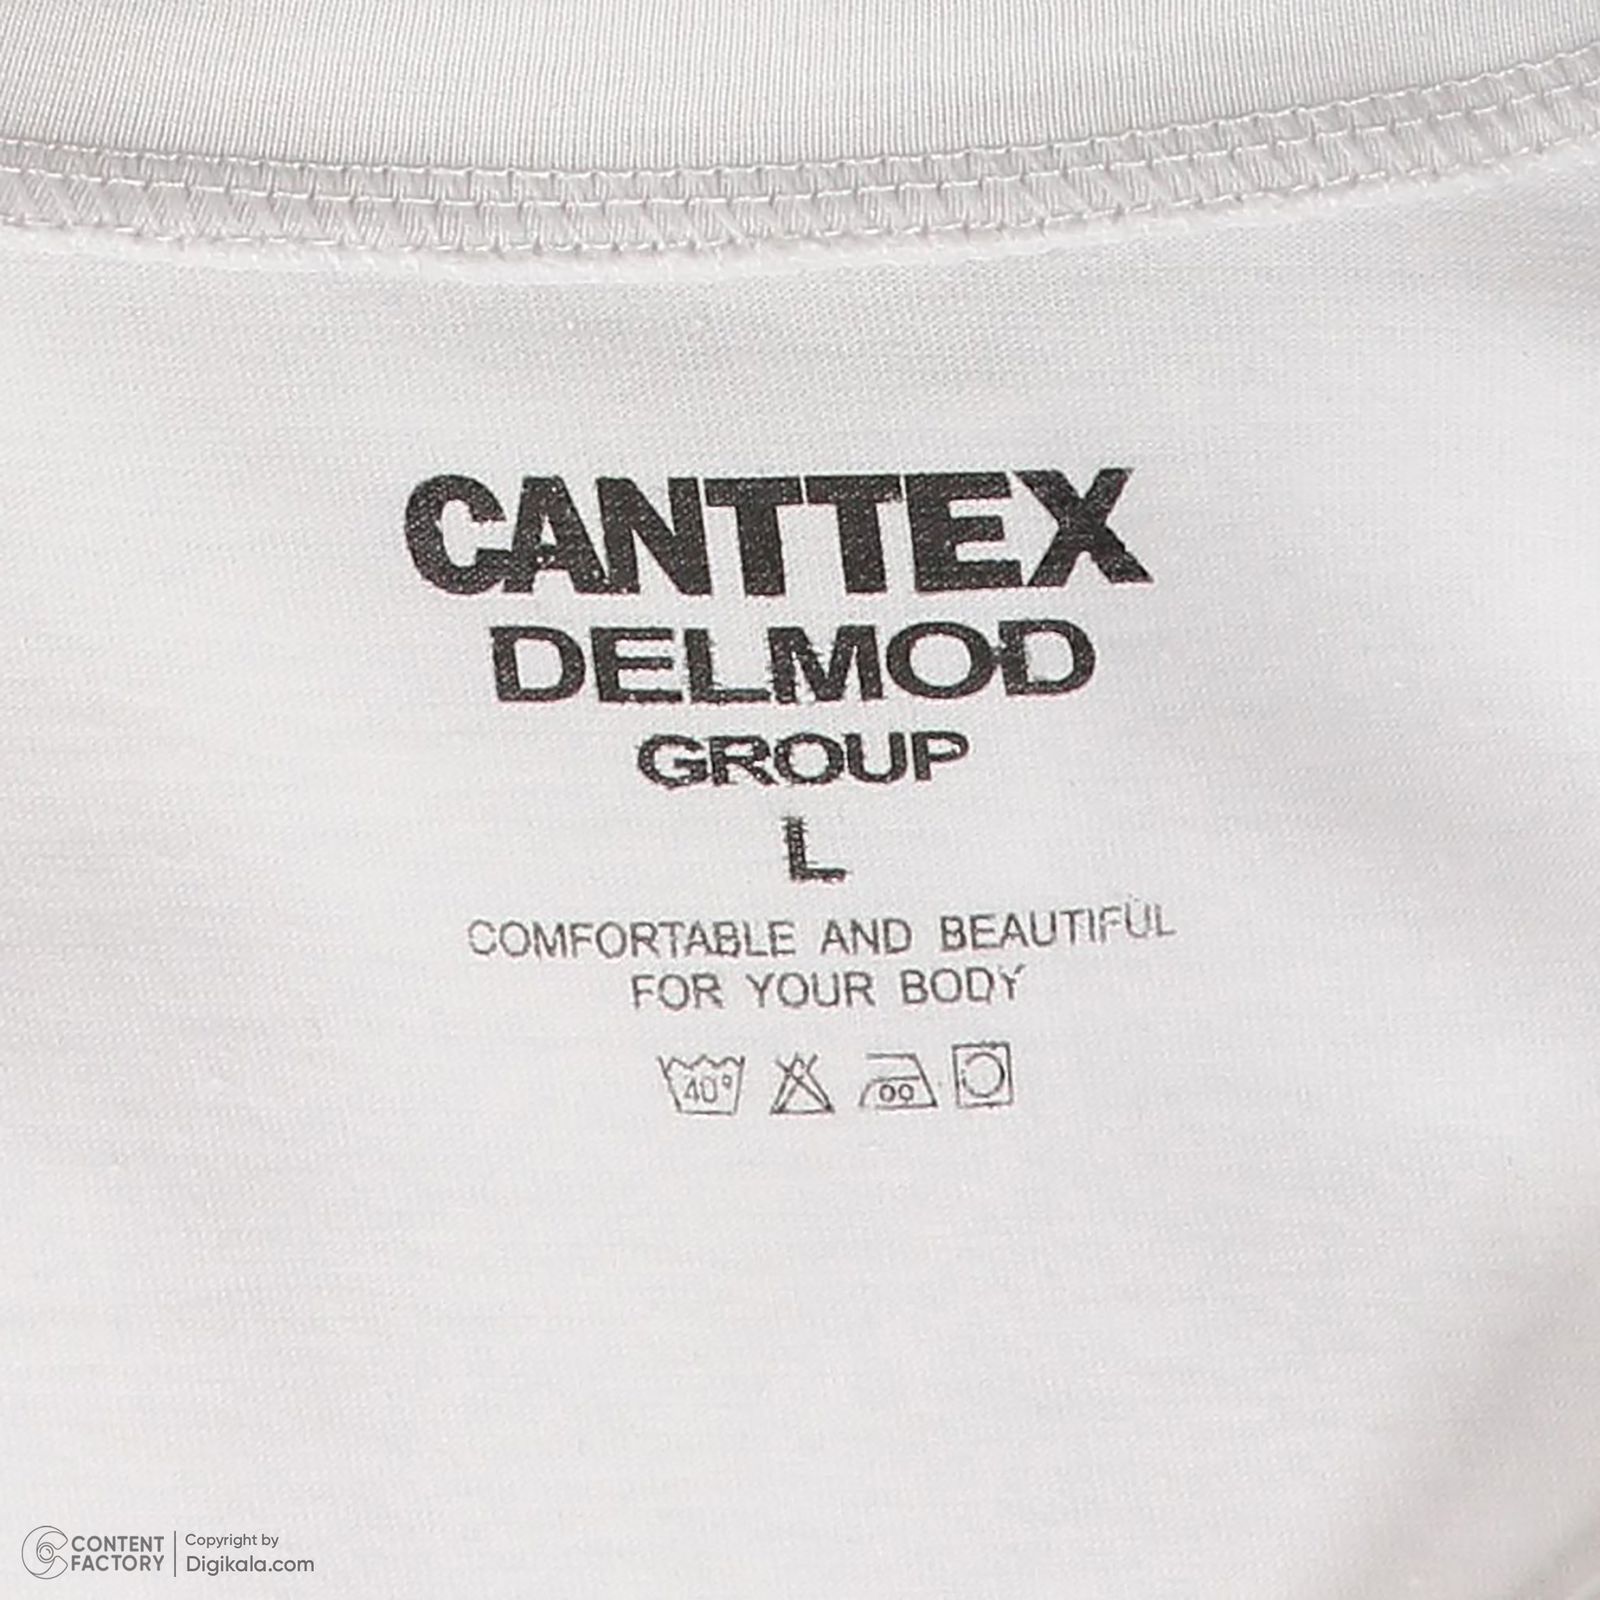 CANTTEX
DELMOD
GROUP
L
COMFORTABLE AND BEAUTIFUL
FOR YOUR BODY
40°
CONTENT
FACTORY
Copyright by
Digikala.com